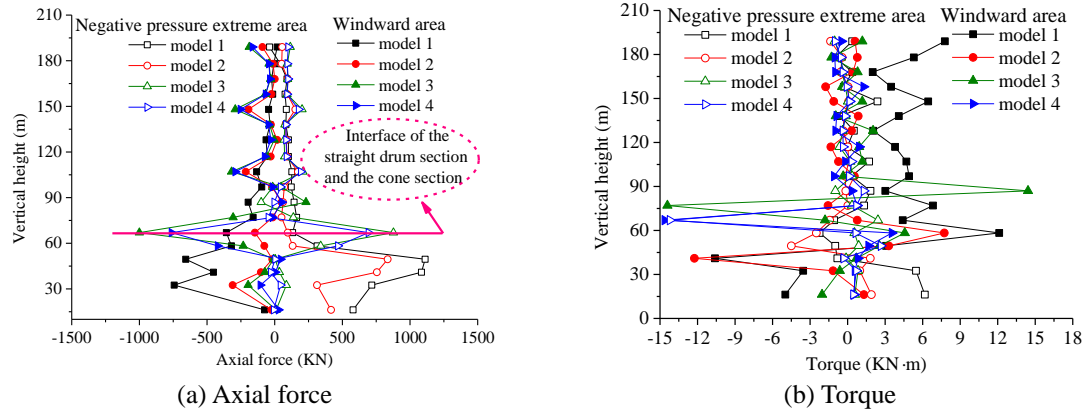 Negative pressure extreme area
Windward area
model 1
model 1
model 2
model 2
model 3
model 3
model 4
model 4
Interface of the
straight drum section
and the cone section
Vertical height (m)
210
180
150
120
90
60
30
-1500
-1000
-500
0
500
1000
1500
Axial force (KN)
(a) Axial force
Negative pressure extreme area
Windward area
model 1
model 1
model 2
model 2
model 3
model 3
model 4
model 4
Vertical height (m)
210
180
150
120
90
60
30
0
-15
-12
-9
-6
-3
0
3
6
9
12
15
18
Torque (KN·m)
(b) Torque